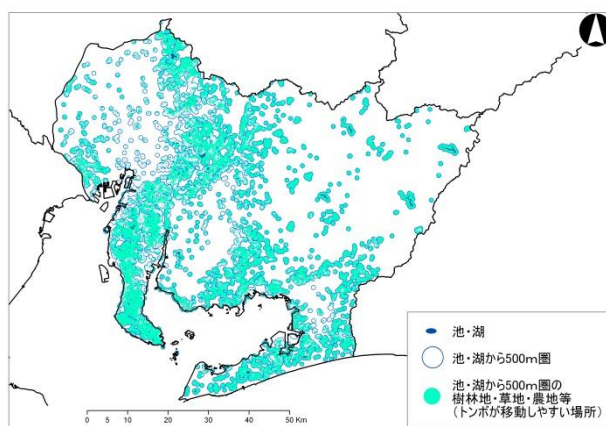 0
5
10
20
30
40
50 Km
池・湖
池・湖から500m圏
池・湖から500m圏の
樹林地・草地・農地等
(トンボが移動しやすい場所)